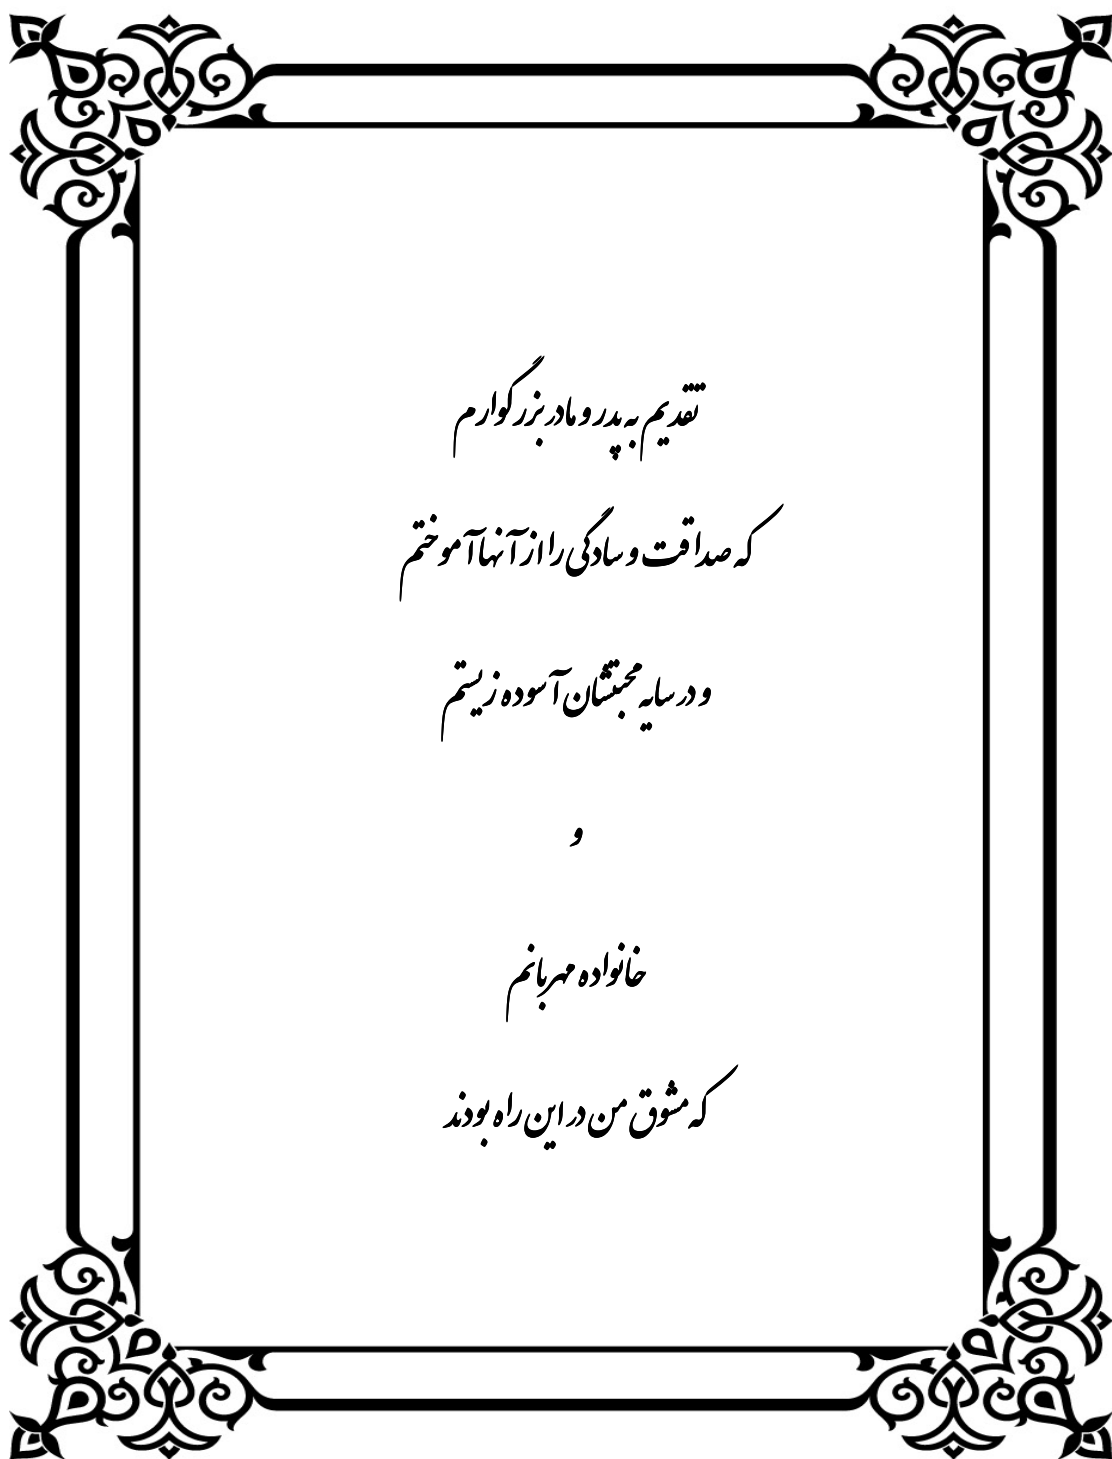 تقدیم به پدر و مادر بزرگوارم
که صداقت و سادگی را از آنها آموختم
و در سایه محبتشان آسوده زیستم
و
خانواده مهربانم
که مشوق من در این راه بودند